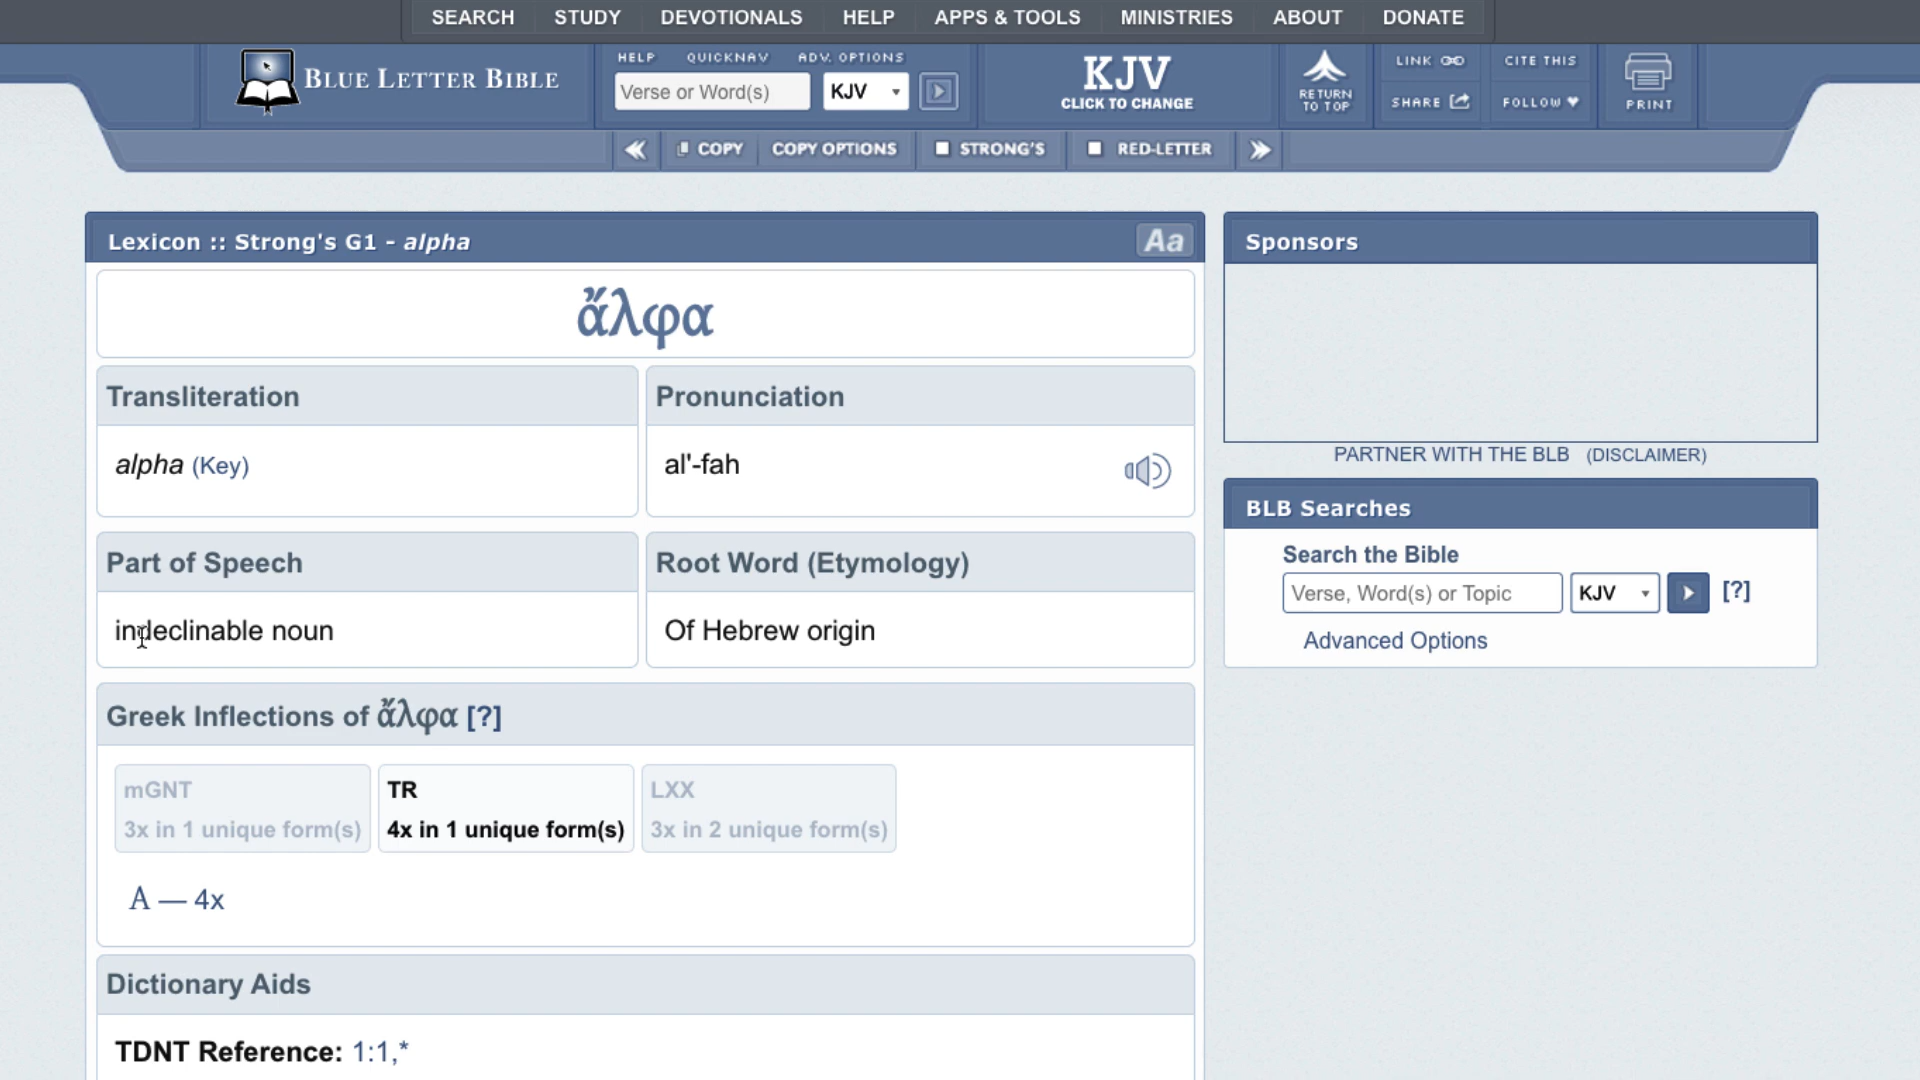 SEARCH STUDY DEVOTIONALS HELP APPS & TOOLS MINISTRIES ABOUT DONATE
BLUE LETTER BIBLE
HELP QUICKNAV ADV. OPTIONS
Verse or Word(s) KJV
KJV
CLICK TO CHANGE
RETURN
TO TOP
LINK
SHARE
CITE THIS
FOLLOW
PRINT
COPY COPY OPTIONS STRONG'S RED-LETTER
Lexicon :: Strong's G1 - alpha
Aa
ἄλφα
Transliteration
alpha (Key)
Pronunciation
al'-fah
Part of Speech
indeclinable noun
Root Word (Etymology)
Of Hebrew origin
Greek Inflections of ἄλφα [?]
mGNT
3x in 1 unique form(s)
TR
4x in 1 unique form(s)
LXX
3x in 2 unique form(s)
Α — 4x
Dictionary Aids
TDNT Reference: 1:1,*
Sponsors
PARTNER WITH THE BLB (DISCLAIMER)
BLB Searches
Search the Bible
Verse, Word(s) or Topic KJV [?]
Advanced Options